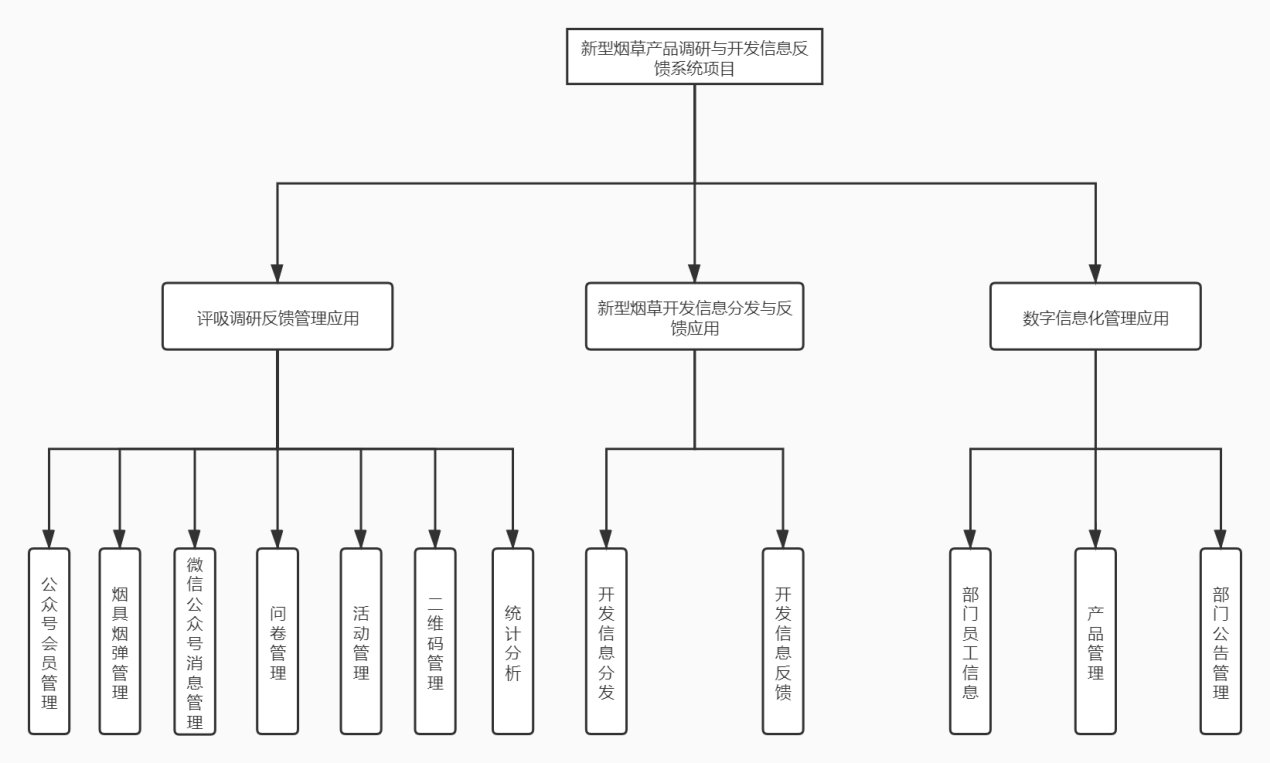 新型烟草产品调研与开发信息反
馈系统项目
评吸调研反馈管理应用
新型烟草开发信息分发与反
馈应用
数字信息化管理应用
公众号会员管理
烟具烟弹管理
微信公众号消息管理
问卷管理
活动管理
二维码管理
统计分析
开发信息分发
开发信息反馈
部门员工信息
产品管理
部门公告管理